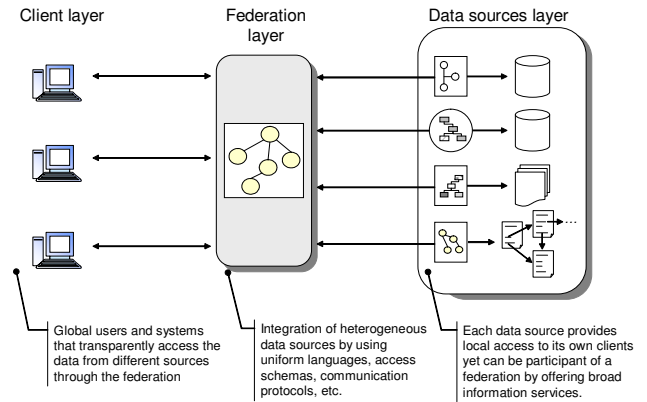 Client layer
Federation
layer
Data sources layer
...
Global users and systems
that transparently access the
data from different sources
through the federation
Integration of heterogeneous
data sources by using
uniform languages, access
schemas, communication
protocols, etc.
Each data source provides
local access to its own clients
yet can be participant of a
federation by offering broad
information services.